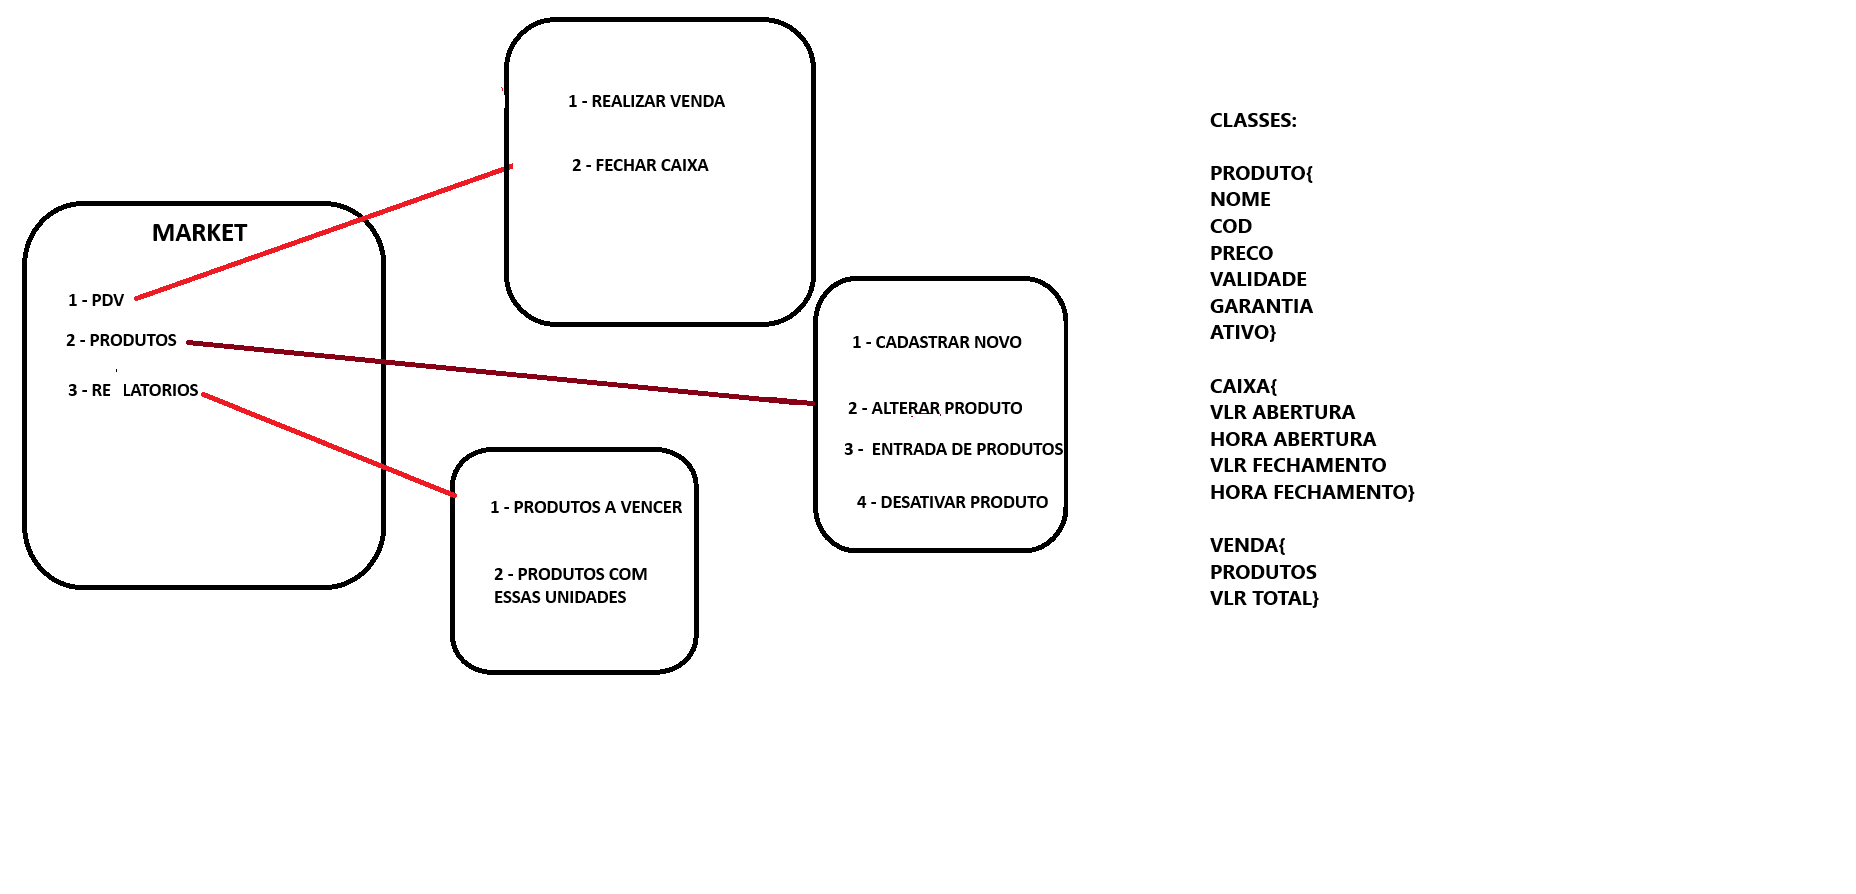 MARKET
1 - PDV
2 - PRODUTOS
3 - RE LATORIOS
1 - REALIZAR VENDA
2 - FECHAR CAIXA
1 - CADASTRAR NOVO
2 - ALTERAR PRODUTO
3 - ENTRADA DE PRODUTOS
4 - DESATIVAR PRODUTO
1 - PRODUTOS A VENCER
2 - PRODUTOS COM
ESSAS UNIDADES
CLASSES:
PRODUTO{
NOME
COD
PRECO
VALIDADE
GARANTIA
ATIVO}
CAIXA{
VLR ABERTURA
HORA ABERTURA
VLR FECHAMENTO
HORA FECHAMENTO}
VENDA{
PRODUTOS
VLR TOTAL}